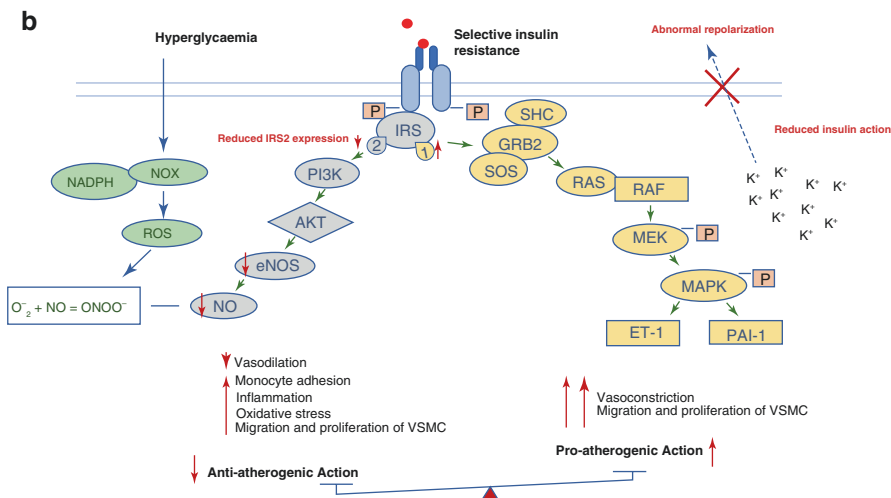 b
Hyperglycaemia
Selective insulin
resistance
Abnormal repolarization
Reduced insulin action
Reduced IRS2 expression
P
P
IRS
2
1
SHC
GRB2
SOS
NADPH
NOX
PI3K
RAS
RAF
K⁺
K⁺
K⁺
K⁺
K⁺
K⁺
K⁺
K⁺
K⁺
AKT
ROS
MEK
P
eNOS
MAPK
P
O⁻₂ + NO = ONOO⁻
NO
ET-1
PAI-1
Vasodilation
Monocyte adhesion
Inflammation
Oxidative stress
Migration and proliferation of VSMC
Vasoconstriction
Migration and proliferation of VSMC
Anti-atherogenic Action
Pro-atherogenic Action